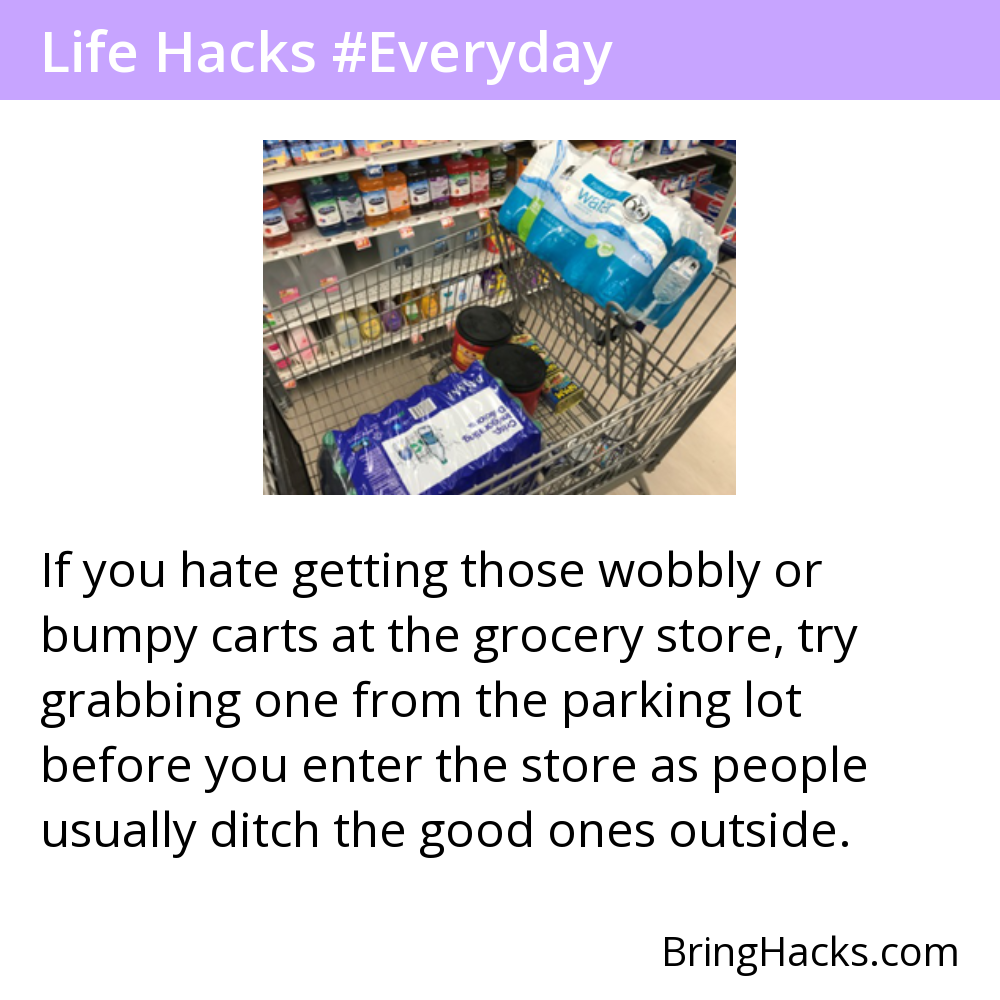 Life Hacks #Everyday
water
If you hate getting those wobbly or
bumpy carts at the grocery store, try
grabbing one from the parking lot
before you enter the store as people
usually ditch the good ones outside.
BringHacks.com